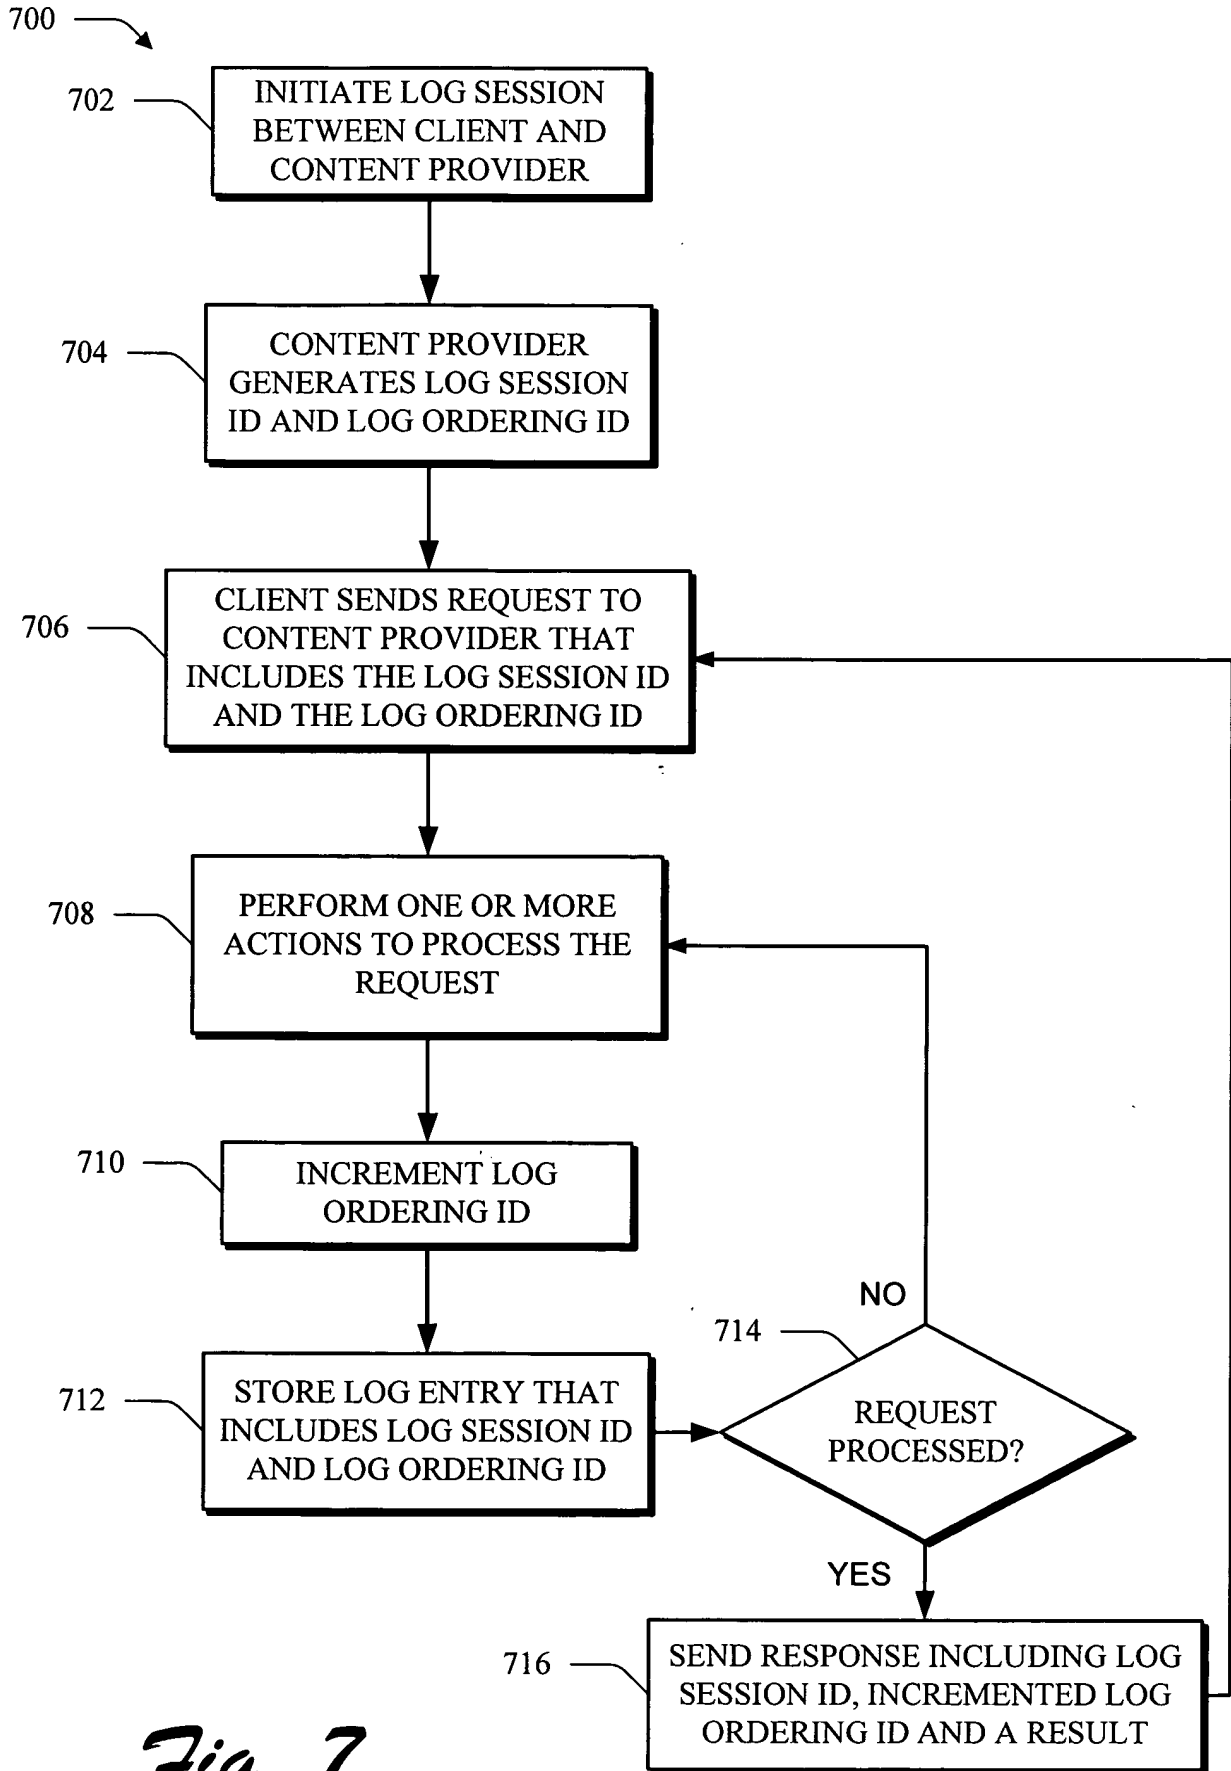 700
702
INITIATE LOG SESSION
BETWEEN CLIENT AND
CONTENT PROVIDER
704
CONTENT PROVIDER
GENERATES LOG SESSION
ID AND LOG ORDERING ID
706
CLIENT SENDS REQUEST TO
CONTENT PROVIDER THAT
INCLUDES THE LOG SESSION ID
AND THE LOG ORDERING ID
708
PERFORM ONE OR MORE
ACTIONS TO PROCESS THE
REQUEST
710
INCREMENT LOG
ORDERING ID
712
STORE LOG ENTRY THAT
INCLUDES LOG SESSION ID
AND LOG ORDERING ID
NO
714
REQUEST
PROCESSED?
YES
716
SEND RESPONSE INCLUDING LOG
SESSION ID, INCREMENTED LOG
ORDERING ID AND A RESULT
Fig. 7